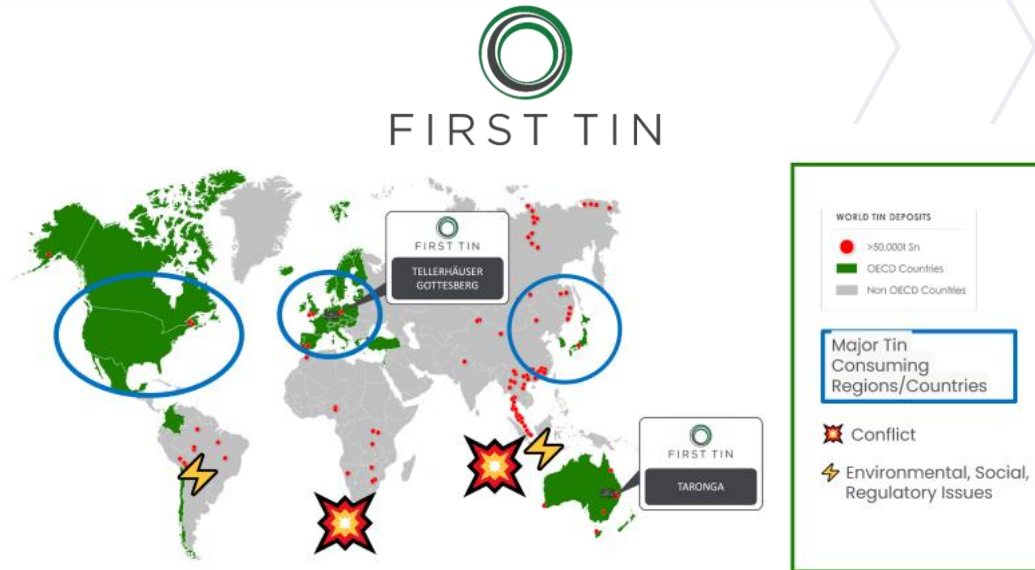 FIRST TIN
FIRST TIN
TELLERHÄUSER
GOTTESBERG
FIRST TIN
TARONGA
WORLD TIN DEPOSITS
>50,000t Sn
OECD Countries
Non OECD Countries
Major Tin
Consuming
Regions/Countries
Conflict
Environmental, Social,
Regulatory Issues